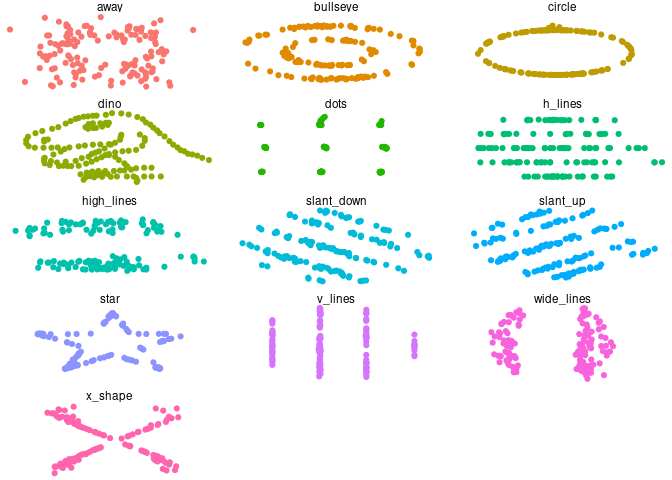 away
bullseye
circle
dino
dots
h_lines
high_lines
slant_down
slant_up
star
v_lines
wide_lines
x_shape